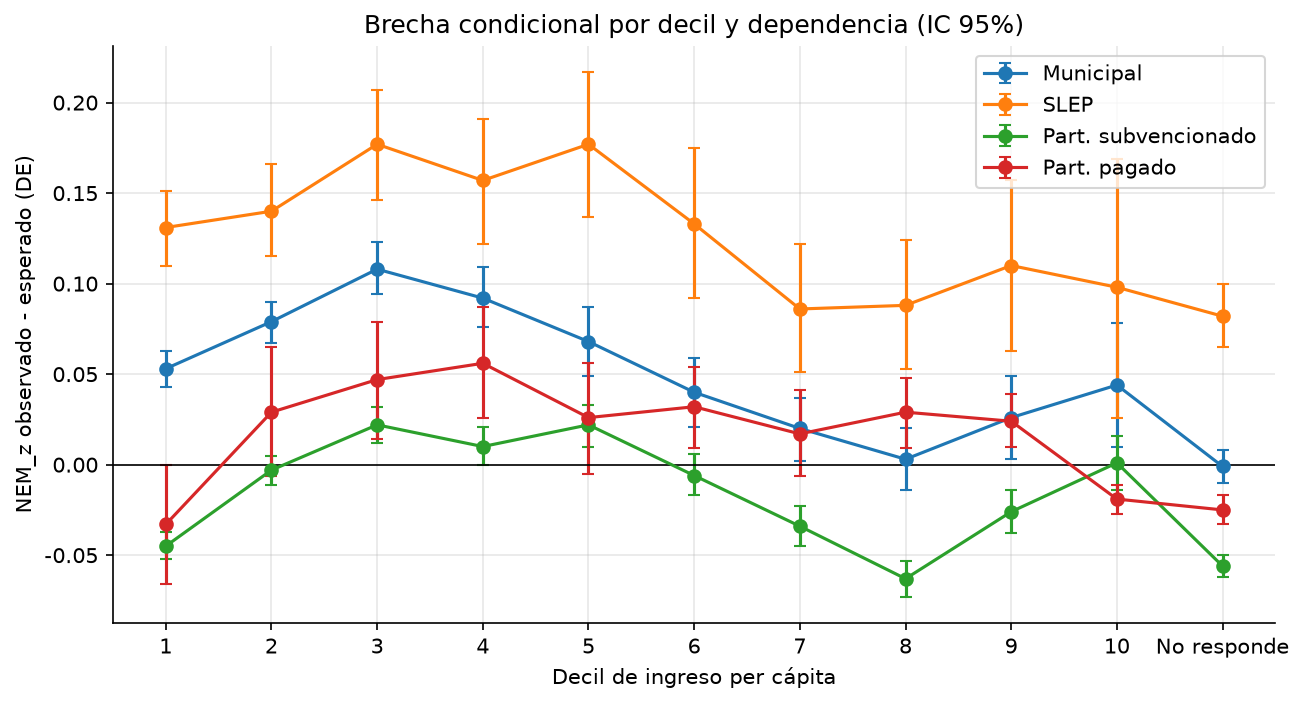 Brecha condicional por decil y dependencia (IC 95%)
NEM_z observado - esperado (DE)
0.20
0.15
0.10
0.05
0.00
-0.05
Municipal
SLEP
Part. subvencionado
Part. pagado
1 2 3 4 5 6 7 8 9 10 No responde
Decil de ingreso per cápita